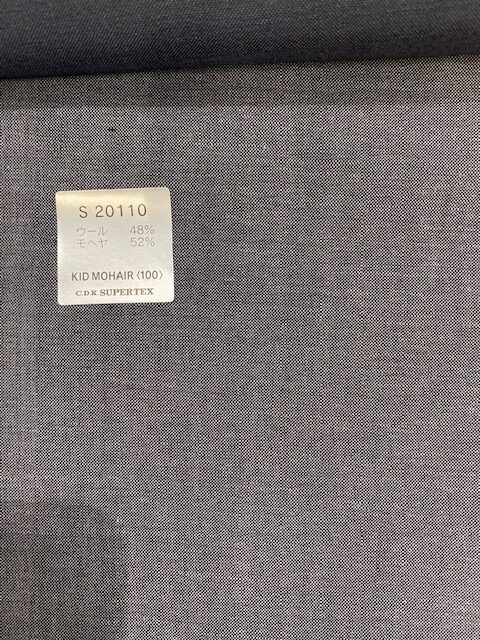 S 20110
ウール 48%
モヘヤ 52%
KID MOHAIR (100)
C.D.K SUPERTEX